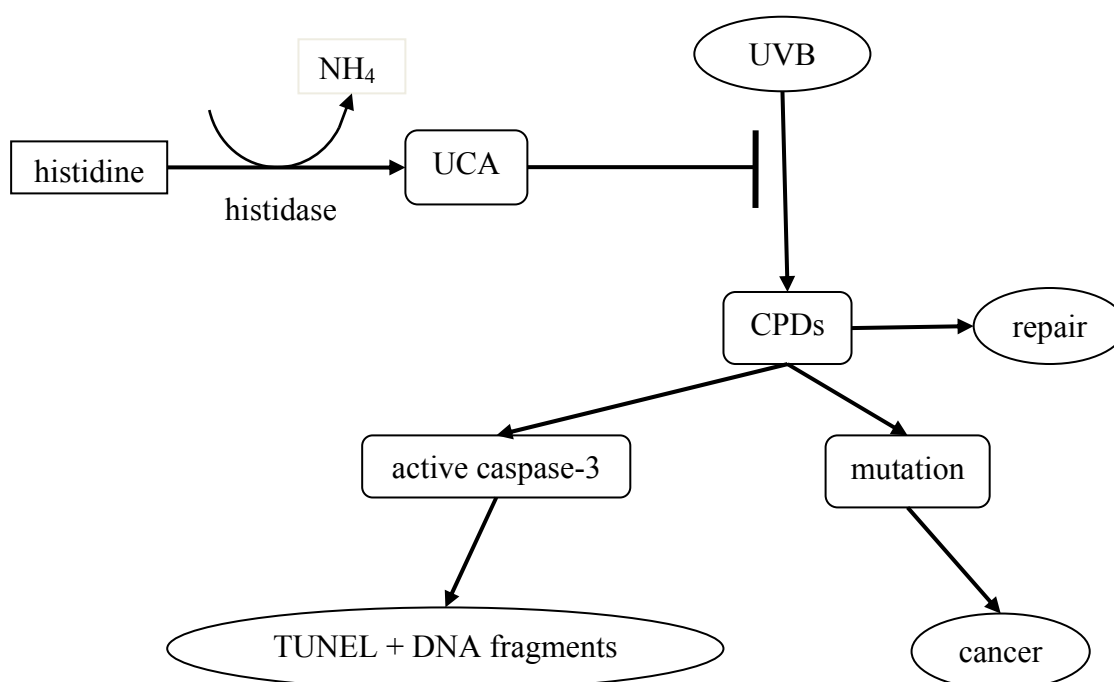 UVB
NH₄
histidine
UCA
histidase
CPDs
repair
active caspase-3
mutation
TUNEL + DNA fragments
cancer